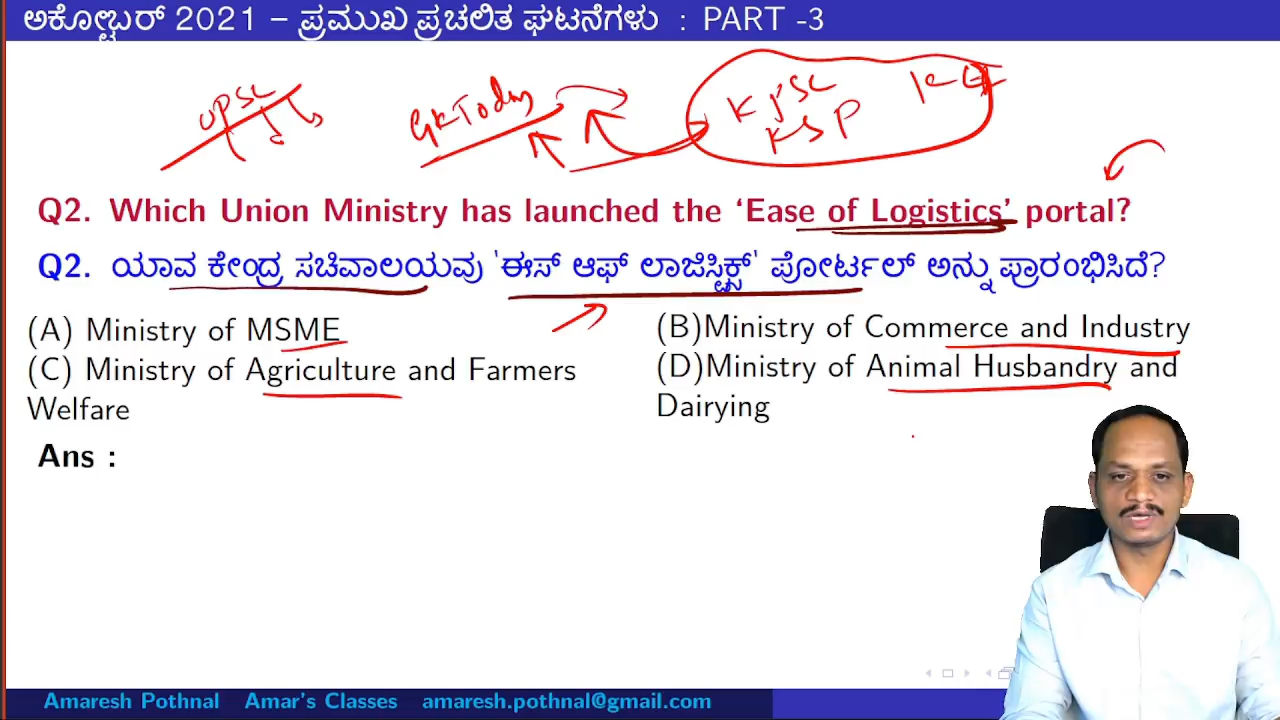 ಅಕೋಬ್ಟರ್ 2021 – ಪ್ರಮುಖ ಪ್ರಚಲಿತ ಘಟನೆಗಳು : PART -3
upsc GKToday KPSC
KSP
Q2. Which Union Ministry has launched the ‘Ease of Logistics’ portal?
Q2. ಯಾವ ಕೇಂದ್ರ ಸಚಿವಾಲಯವು 'ಈಸ್ ಆಫ್ ಲಾಜಿಸ್ಟಿಕ್ಸ್' ಪೋರ್ಟಲ್ ಅನ್ನು ಪ್ರಾರಂಭಿಸಿದೆ?
(A) Ministry of MSME (B)Ministry of Commerce and Industry
(C) Ministry of Agriculture and Farmers (D)Ministry of Animal Husbandry and
Welfare Dairying
Ans :
Amaresh Pothnal Amar's Classes amaresh.pothnal@gmail.com